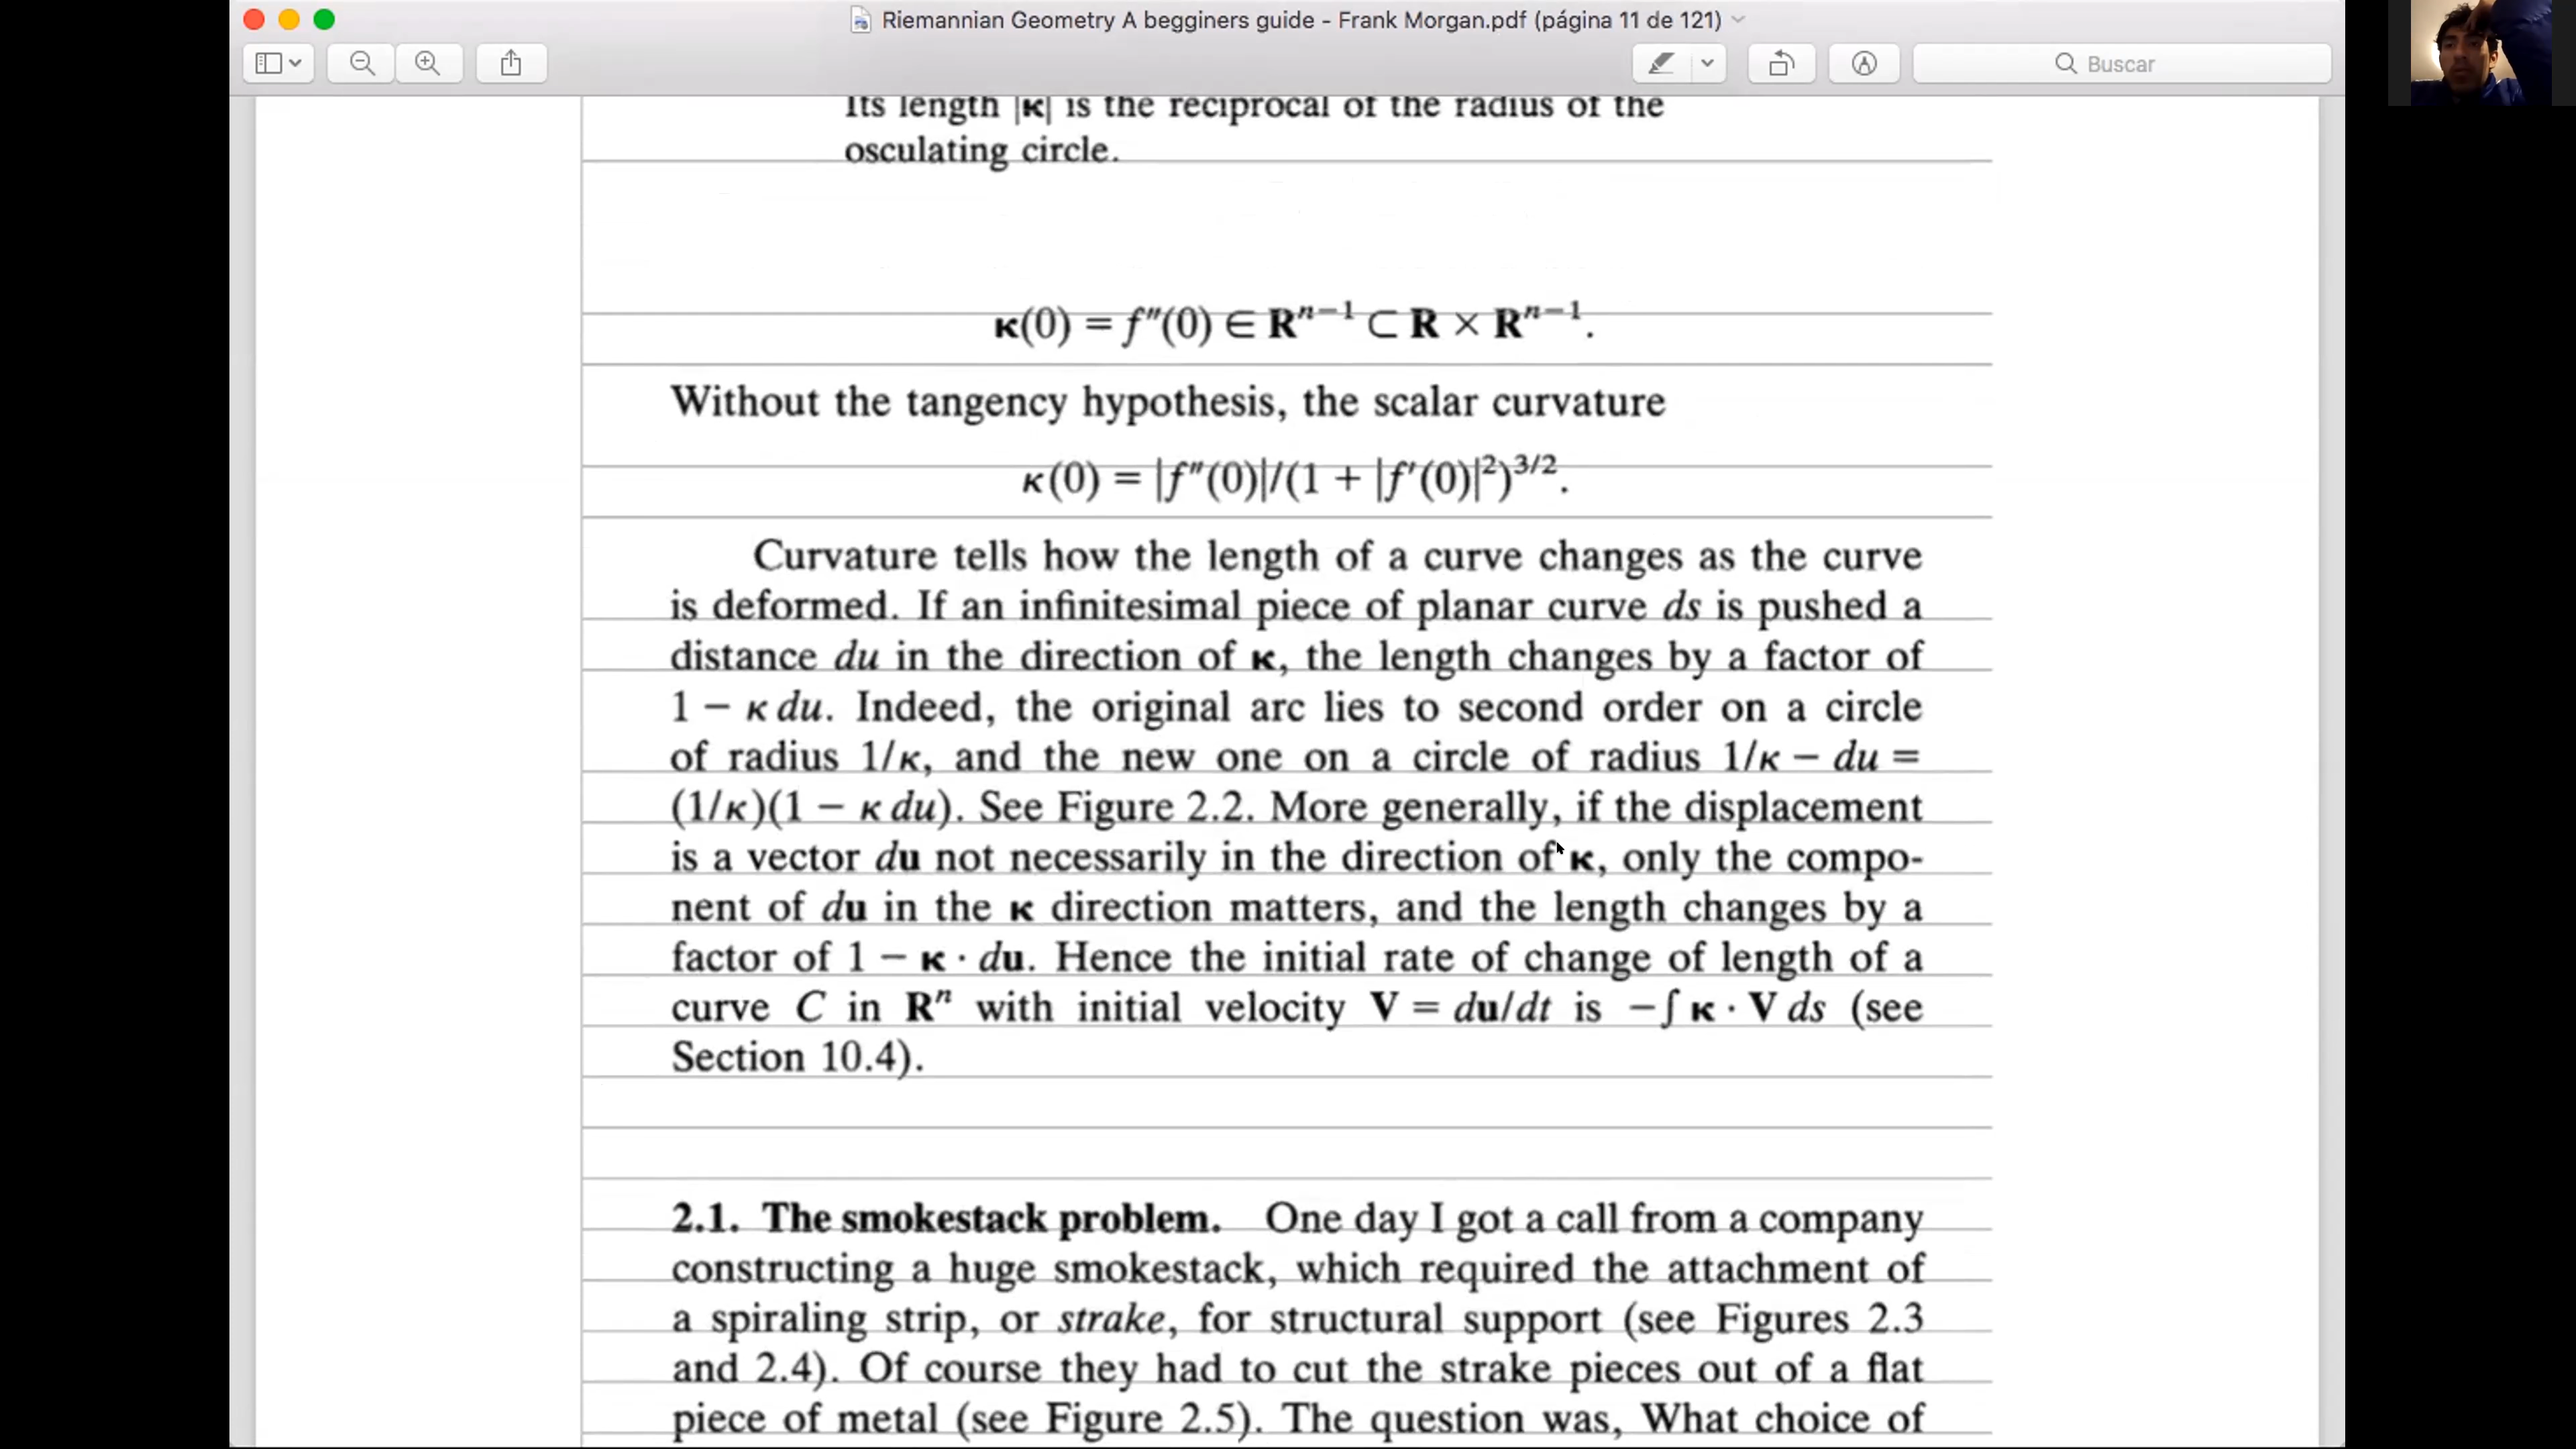 Riemannian Geometry A begginers guide - Frank Morgan.pdf (página 11 de 121)
Buscar
Its length |κ| is the reciprocal of the radius of the
osculating circle.
κ(0) = f″(0) ∈ Rⁿ⁻¹ ⊂ R × Rⁿ⁻¹.
Without the tangency hypothesis, the scalar curvature
κ(0) = |f″(0)|/(1 + |f′(0)|²)^3/2.
Curvature tells how the length of a curve changes as the curve
is deformed. If an infinitesimal piece of planar curve ds is pushed a
distance du in the direction of κ, the length changes by a factor of
1 − κ du. Indeed, the original arc lies to second order on a circle
of radius 1/κ, and the new one on a circle of radius 1/κ − du =
(1/κ)(1 − κ du). See Figure 2.2. More generally, if the displacement
is a vector du not necessarily in the direction of κ, only the compo-
nent of du in the κ direction matters, and the length changes by a
factor of 1 − κ · du. Hence the initial rate of change of length of a
curve C in Rⁿ with initial velocity V = du/dt is −∫ κ · V ds (see
Section 10.4).
2.1. The smokestack problem. One day I got a call from a company
constructing a huge smokestack, which required the attachment of
a spiraling strip, or strake, for structural support (see Figures 2.3
and 2.4). Of course they had to cut the strake pieces out of a flat
piece of metal (see Figure 2.5). The question was, What choice of